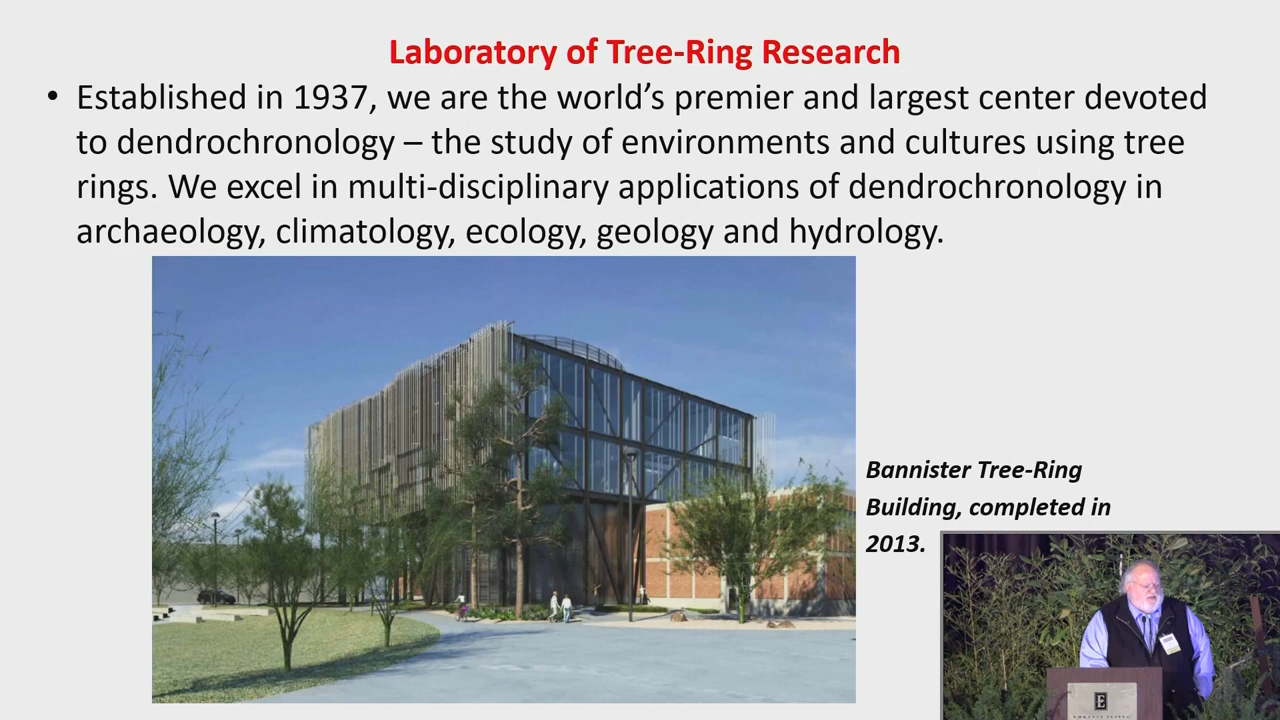 Laboratory of Tree-Ring Research
• Established in 1937, we are the world’s premier and largest center devoted
to dendrochronology – the study of environments and cultures using tree
rings. We excel in multi-disciplinary applications of dendrochronology in
archaeology, climatology, ecology, geology and hydrology.
Bannister Tree-Ring
Building, completed in
2013.
E